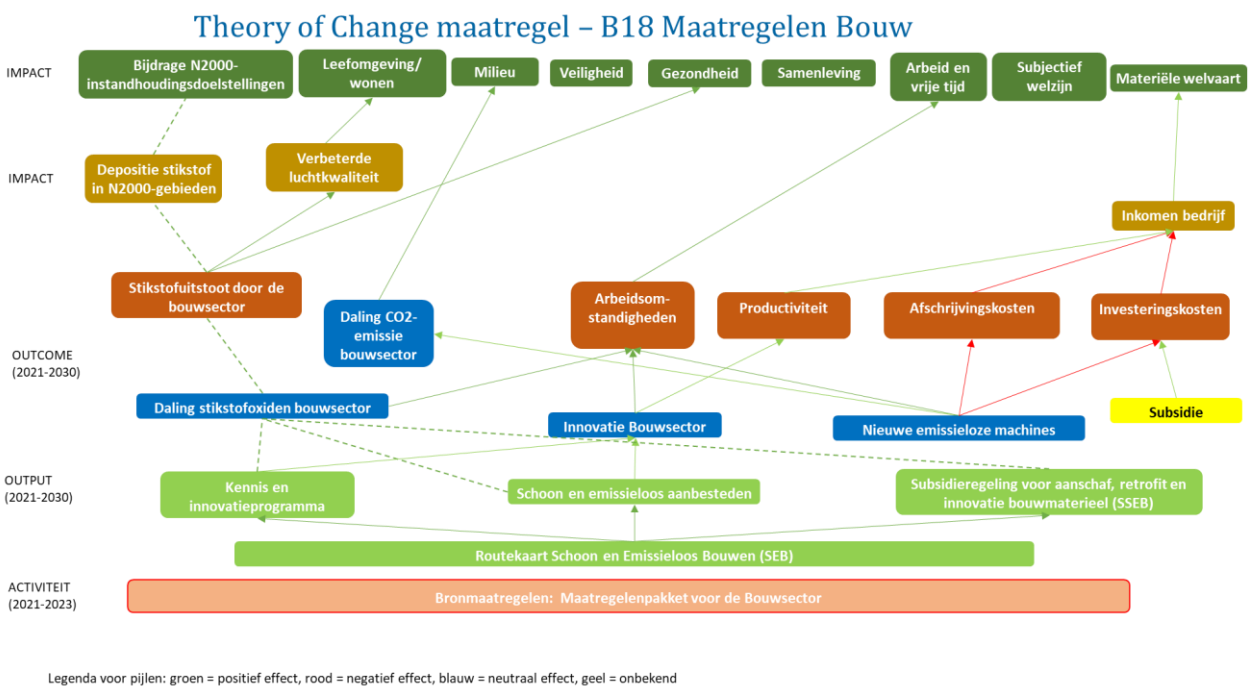 Theory of Change maatregel – B18 Maatregelen Bouw
IMPACT
Bijdrage N2000-
instandhoudingsdoelstellingen
Leefomgeving/
wonen
Milieu
Veiligheid
Gezondheid
Samenleving
Arbeid en
vrije tijd
Subjectief
welzijn
Materiële welvaart
IMPACT
Depositie stikstof
in N2000-gebieden
Verbeterde
luchtkwaliteit
Inkomen bedrijf
Stikstofuitstoot door de
bouwsector
Daling CO2-
emissie
bouwsector
Arbeidsom-
standigheden
Productiviteit
Afschrijvingskosten
Investeringskosten
OUTCOME
(2021-2030)
Daling stikstofoxiden bouwsector
Innovatie Bouwsector
Nieuwe emissieloze machines
Subsidie
OUTPUT
(2021-2030)
Kennis en
innovatieprogramma
Schoon en emissieloos aanbesteden
Subsidieregeling voor aanschaf, retrofit en
innovatie bouwmaterieel (SSEB)
Routekaart Schoon en Emissieloos Bouwen (SEB)
ACTIVITEIT
(2021-2023)
Bronmaatregelen: Maatregelenpakket voor de Bouwsector
Legenda voor pijlen: groen = positief effect, rood = negatief effect, blauw = neutraal effect, geel = onbekend